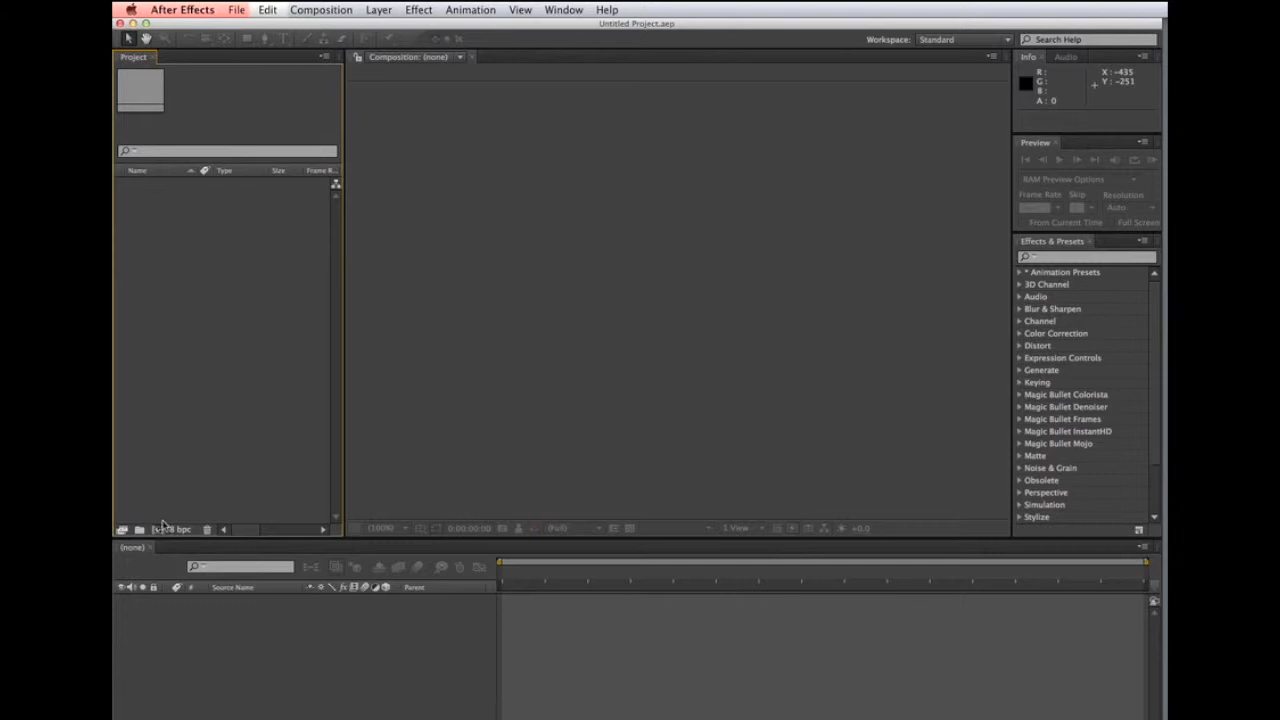 After Effects File Edit Composition Layer Effect Animation View Window Help
Untitled Project.aep
Workspace: Standard Search Help
Project Composition: (none) Info Audio
R: X: -435
G: Y: -251
B:
A: 0
Preview
RAM Preview Options
Name Type Size Frame R...
Frame Rate Skip Resolution
Auto
From Current Time Full Screen
Effects & Presets
* Animation Presets
3D Channel
Audio
Blur & Sharpen
Channel
Color Correction
Distort
Expression Controls
Generate
Keying
Magic Bullet Colorista
Magic Bullet Denoiser
Magic Bullet Frames
Magic Bullet InstantHD
Magic Bullet Mojo
Matte
Noise & Grain
Obsolete
Perspective
Simulation
Stylize
8 bpc (100%) 0:00:00:00 (Full) 1 View +0.0
(none)
# Source Name fx Parent